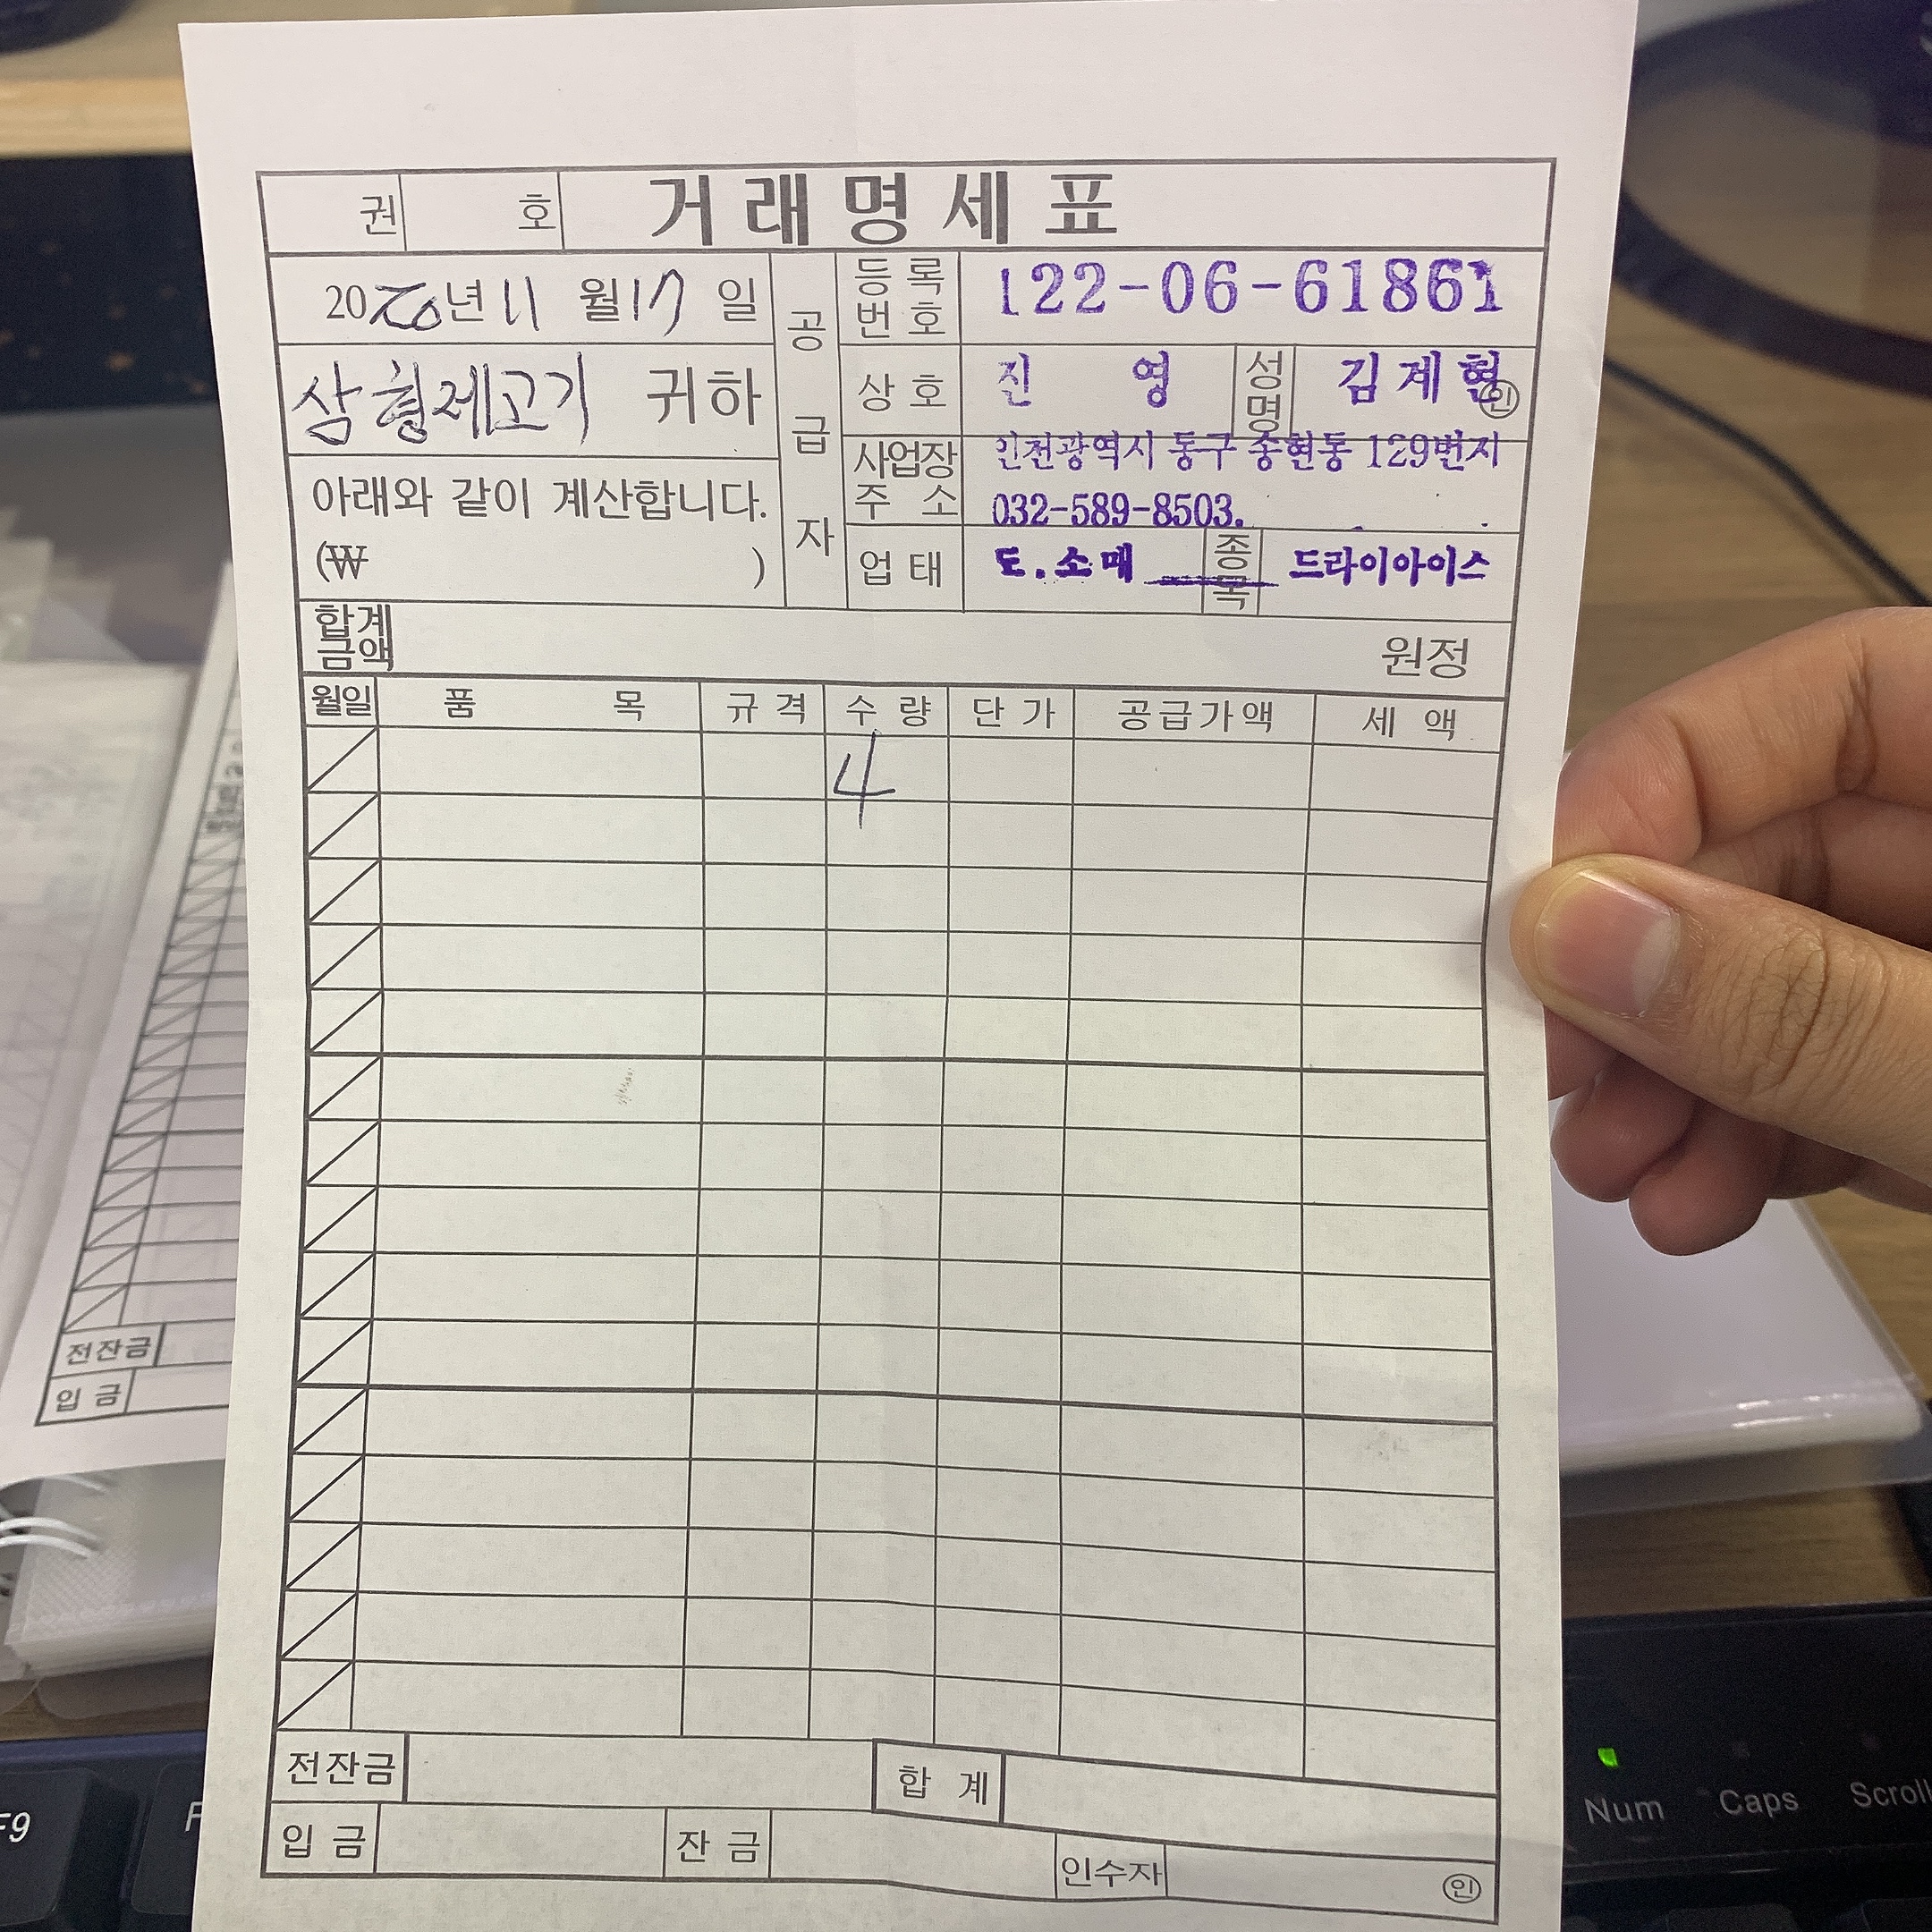 권 호 거래명세표
2020년 11월 17일
삼형제고기 귀하
아래와 같이 계산합니다.
(₩ )
공급자
등록번호 122-06-61861
상호 진영 성명 김계현 ㊞
사업장주소 인천광역시 동구 송현동 129번지
032-589-8503.
업태 도.소매 종목 드라이아이스
합계금액 원정
월일 품목 규격 수량 단가 공급가액 세액
4
전잔금 합계
입금 잔금 인수자 ㊞
전잔금
입금
F9
F
Num Caps Scroll